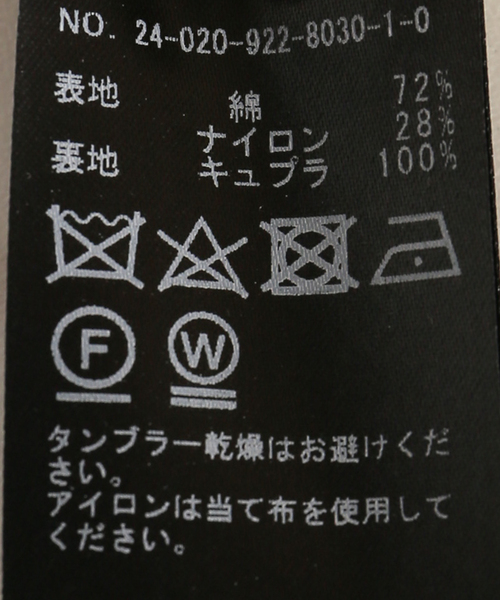 NO. 24-020-922-8030-1-0
表地 綿 72%
ナイロン 28%
裏地 キュプラ 100%
F W
タンブラー乾燥はお避けくだ
さい。
アイロンは当て布を使用して
ください。